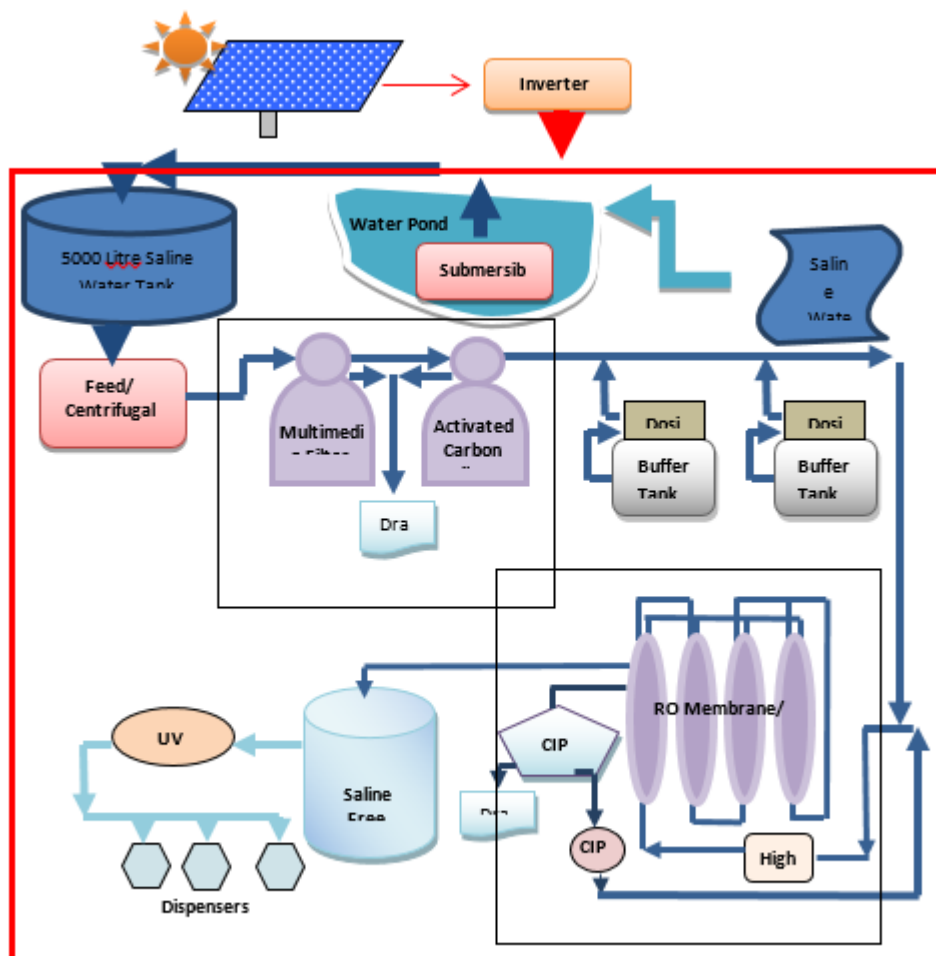 Inverter
Water Pond
5000 Litre Saline
Water Tank
Submersib
Salin
e
Wate
Feed/
Centrifugal
Multimedi
Activated
Carbon
Dosi
Dosi
Buffer
Tank
Buffer
Tank
Dra
RO Membrane/
UV
CIP
Saline
Free
CIP
High
Dispensers